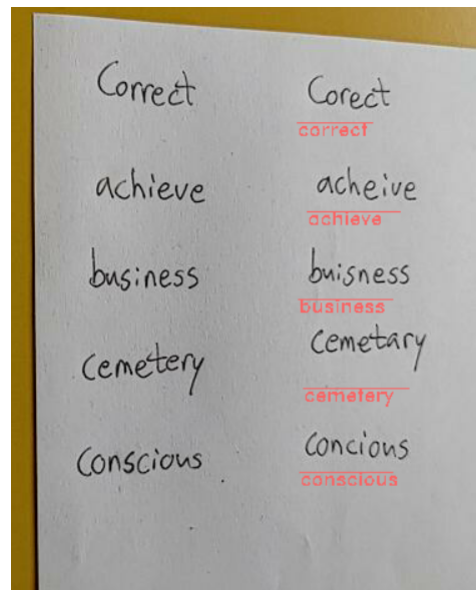 Correct Corect
correct
achieve acheive
achieve
business buisness
business
cemetery cemetary
cemetery
Conscious Concious
conscious